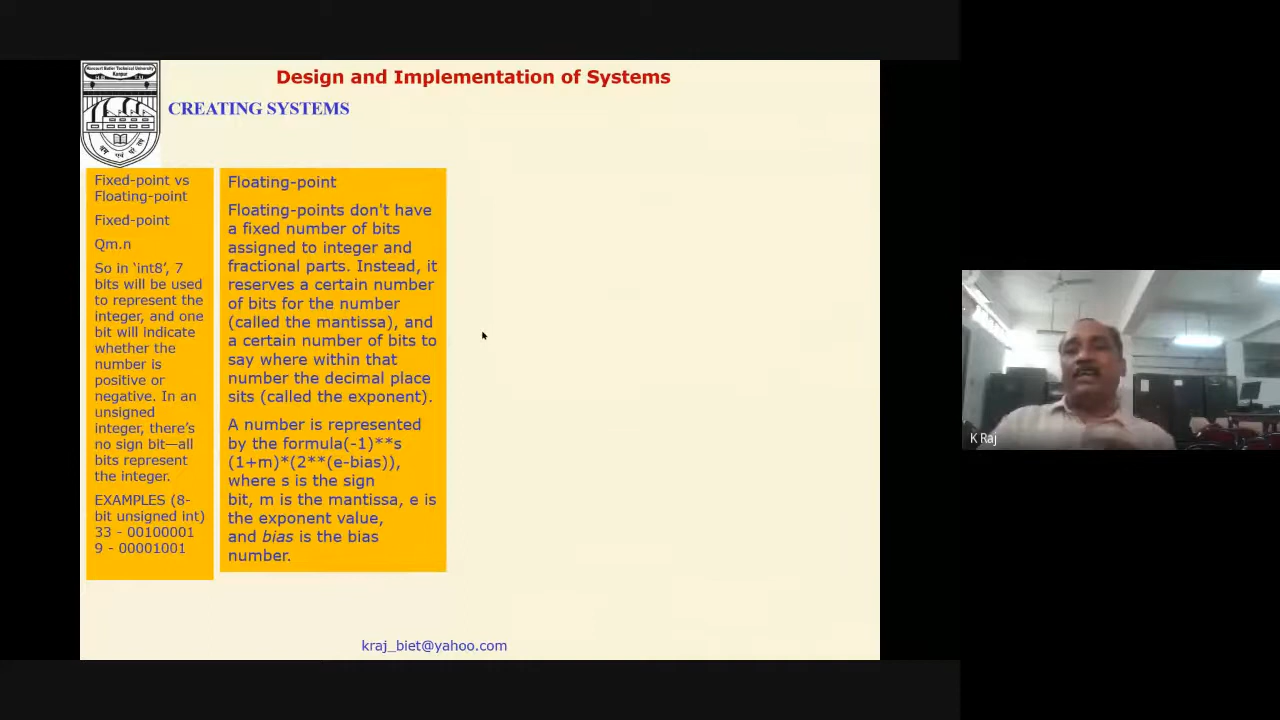 Harcourt Butler Technical University
Kanpur
Design and Implementation of Systems
CREATING SYSTEMS
Fixed-point vs
Floating-point
Fixed-point
Qm.n
So in ‘int8’, 7
bits will be used
to represent the
integer, and one
bit will indicate
whether the
number is
positive or
negative. In an
unsigned
integer, there’s
no sign bit—all
bits represent
the integer.
EXAMPLES (8-
bit unsigned int)
33 - 00100001
9 - 00001001
Floating-point
Floating-points don't have
a fixed number of bits
assigned to integer and
fractional parts. Instead, it
reserves a certain number
of bits for the number
(called the mantissa), and
a certain number of bits to
say where within that
number the decimal place
sits (called the exponent).
A number is represented
by the formula(-1)**s
(1+m)*(2**(e-bias)),
where s is the sign
bit, m is the mantissa, e is
the exponent value,
and bias is the bias
number.
kraj_biet@yahoo.com
K Raj